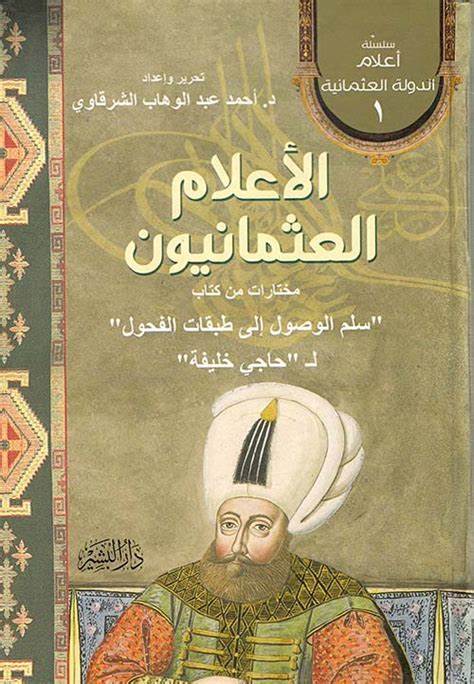 سلسلة
أعلام
الدولة العثمانية
١
تحرير وإعداد
د. أحمد عبد الوهاب الشرقاوي
الأعلام
العثمانيون
مختارات من كتاب
"سلم الوصول إلى طبقات الفحول"
لـ "حاجي خليفة"
دار البشير